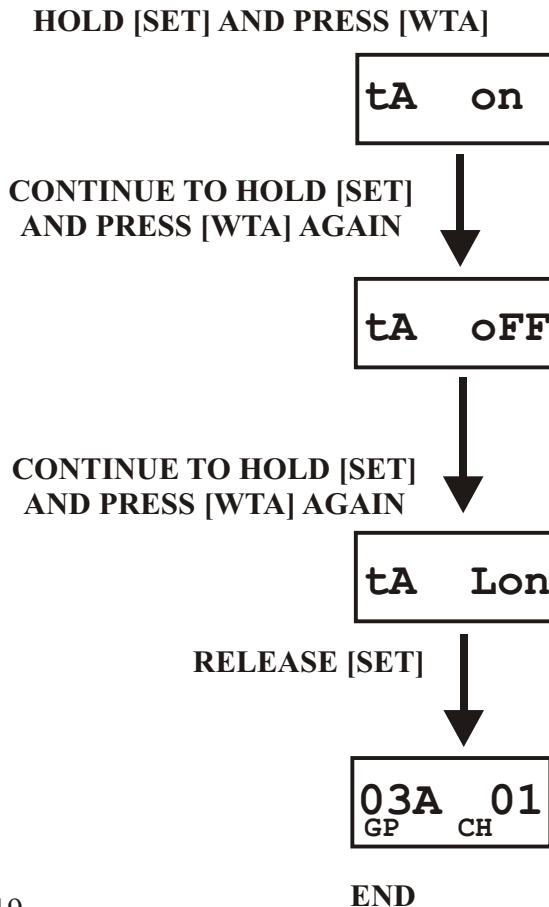 HOLD [SET] AND PRESS [WTA]
tA on
CONTINUE TO HOLD [SET]
AND PRESS [WTA] AGAIN
tA oFF
CONTINUE TO HOLD [SET]
AND PRESS [WTA] AGAIN
tA Lon
RELEASE [SET]
03A 01
GP CH
END